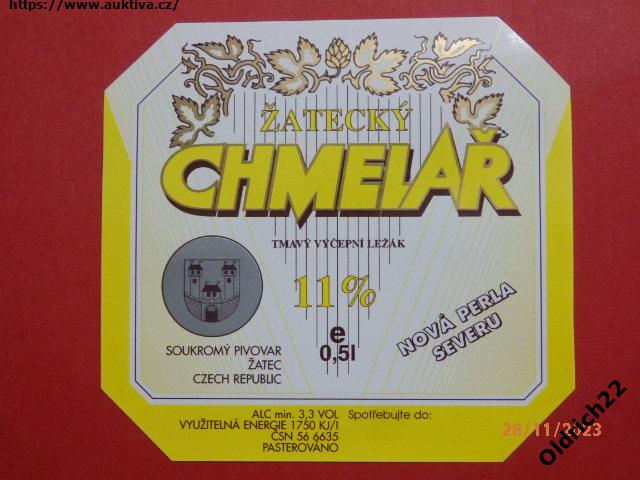 https://www.auktiva.cz/
ŽATECKÝ
CHMELAŘ
TMAVÝ VÝČEPNÍ LEŽÁK
11%
e
0,5l
NOVÁ PERLA
SEVERU
SOUKROMÝ PIVOVAR
ŽATEC
CZECH REPUBLIC
ALC min. 3,3 VOL
VYUŽITELNÁ ENERGIE 1750 KJ/l
ČSN 56 6635
PASTEROVÁNO
Spotřebujte do:
28/11/2023
Oldrich22